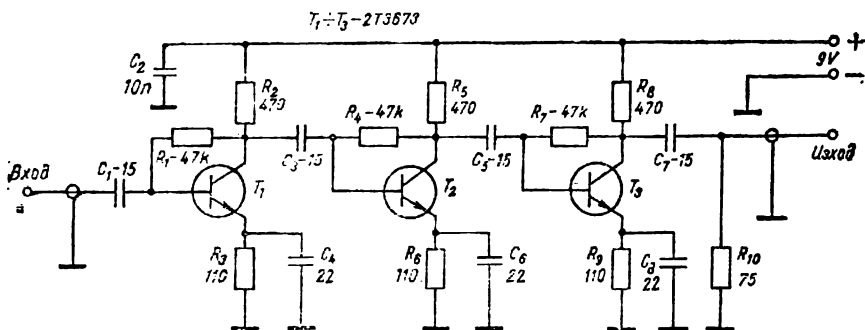 T₁÷T₃-2T3673
+
9V
-
C₂
10n
R₂
470
R₅
470
R₈
470
R₁-47k
R₄-47k
R₇-47k
Вход
C₁-15
C₃-15
C₅-15
C₇-15
Изход
T₁
T₂
T₃
R₃
110
C₄
22
R₆
110
C₆
22
R₉
110
C₈
22
R₁₀
75